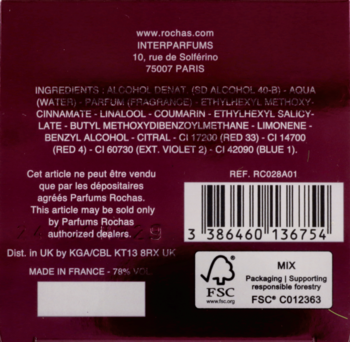 www.rochas.com
INTERPARFUMS
10, rue de Solférino
75007 PARIS
INGREDIENTS : ALCOHOL DENAT. (SD ALCOHOL 40-B) - AQUA
(WATER) - PARFUM (FRAGRANCE) - ETHYLHEXYL METHOXY-
CINNAMATE - LINALOOL - COUMARIN - ETHYLHEXYL SALICY-
LATE - BUTYL METHOXYDIBENZOYLMETHANE - LIMONENE -
BENZYL ALCOHOL - CITRAL - CI 17200 (RED 33) - CI 14700
(RED 4) - CI 60730 (EXT. VIOLET 2) - CI 42090 (BLUE 1).
Cet article ne peut être vendu
que par les dépositaires
agréés Parfums Rochas.
This article may be sold only
by Parfums Rochas
authorized dealers.
Dist. in UK by KGA/CBL KT13 8RX UK
MADE IN FRANCE - 78% VOL
REF. RC028A01
3 386460 136754
FSC
www.fsc.org
MIX
Packaging | Supporting
responsible forestry
FSC® C012363